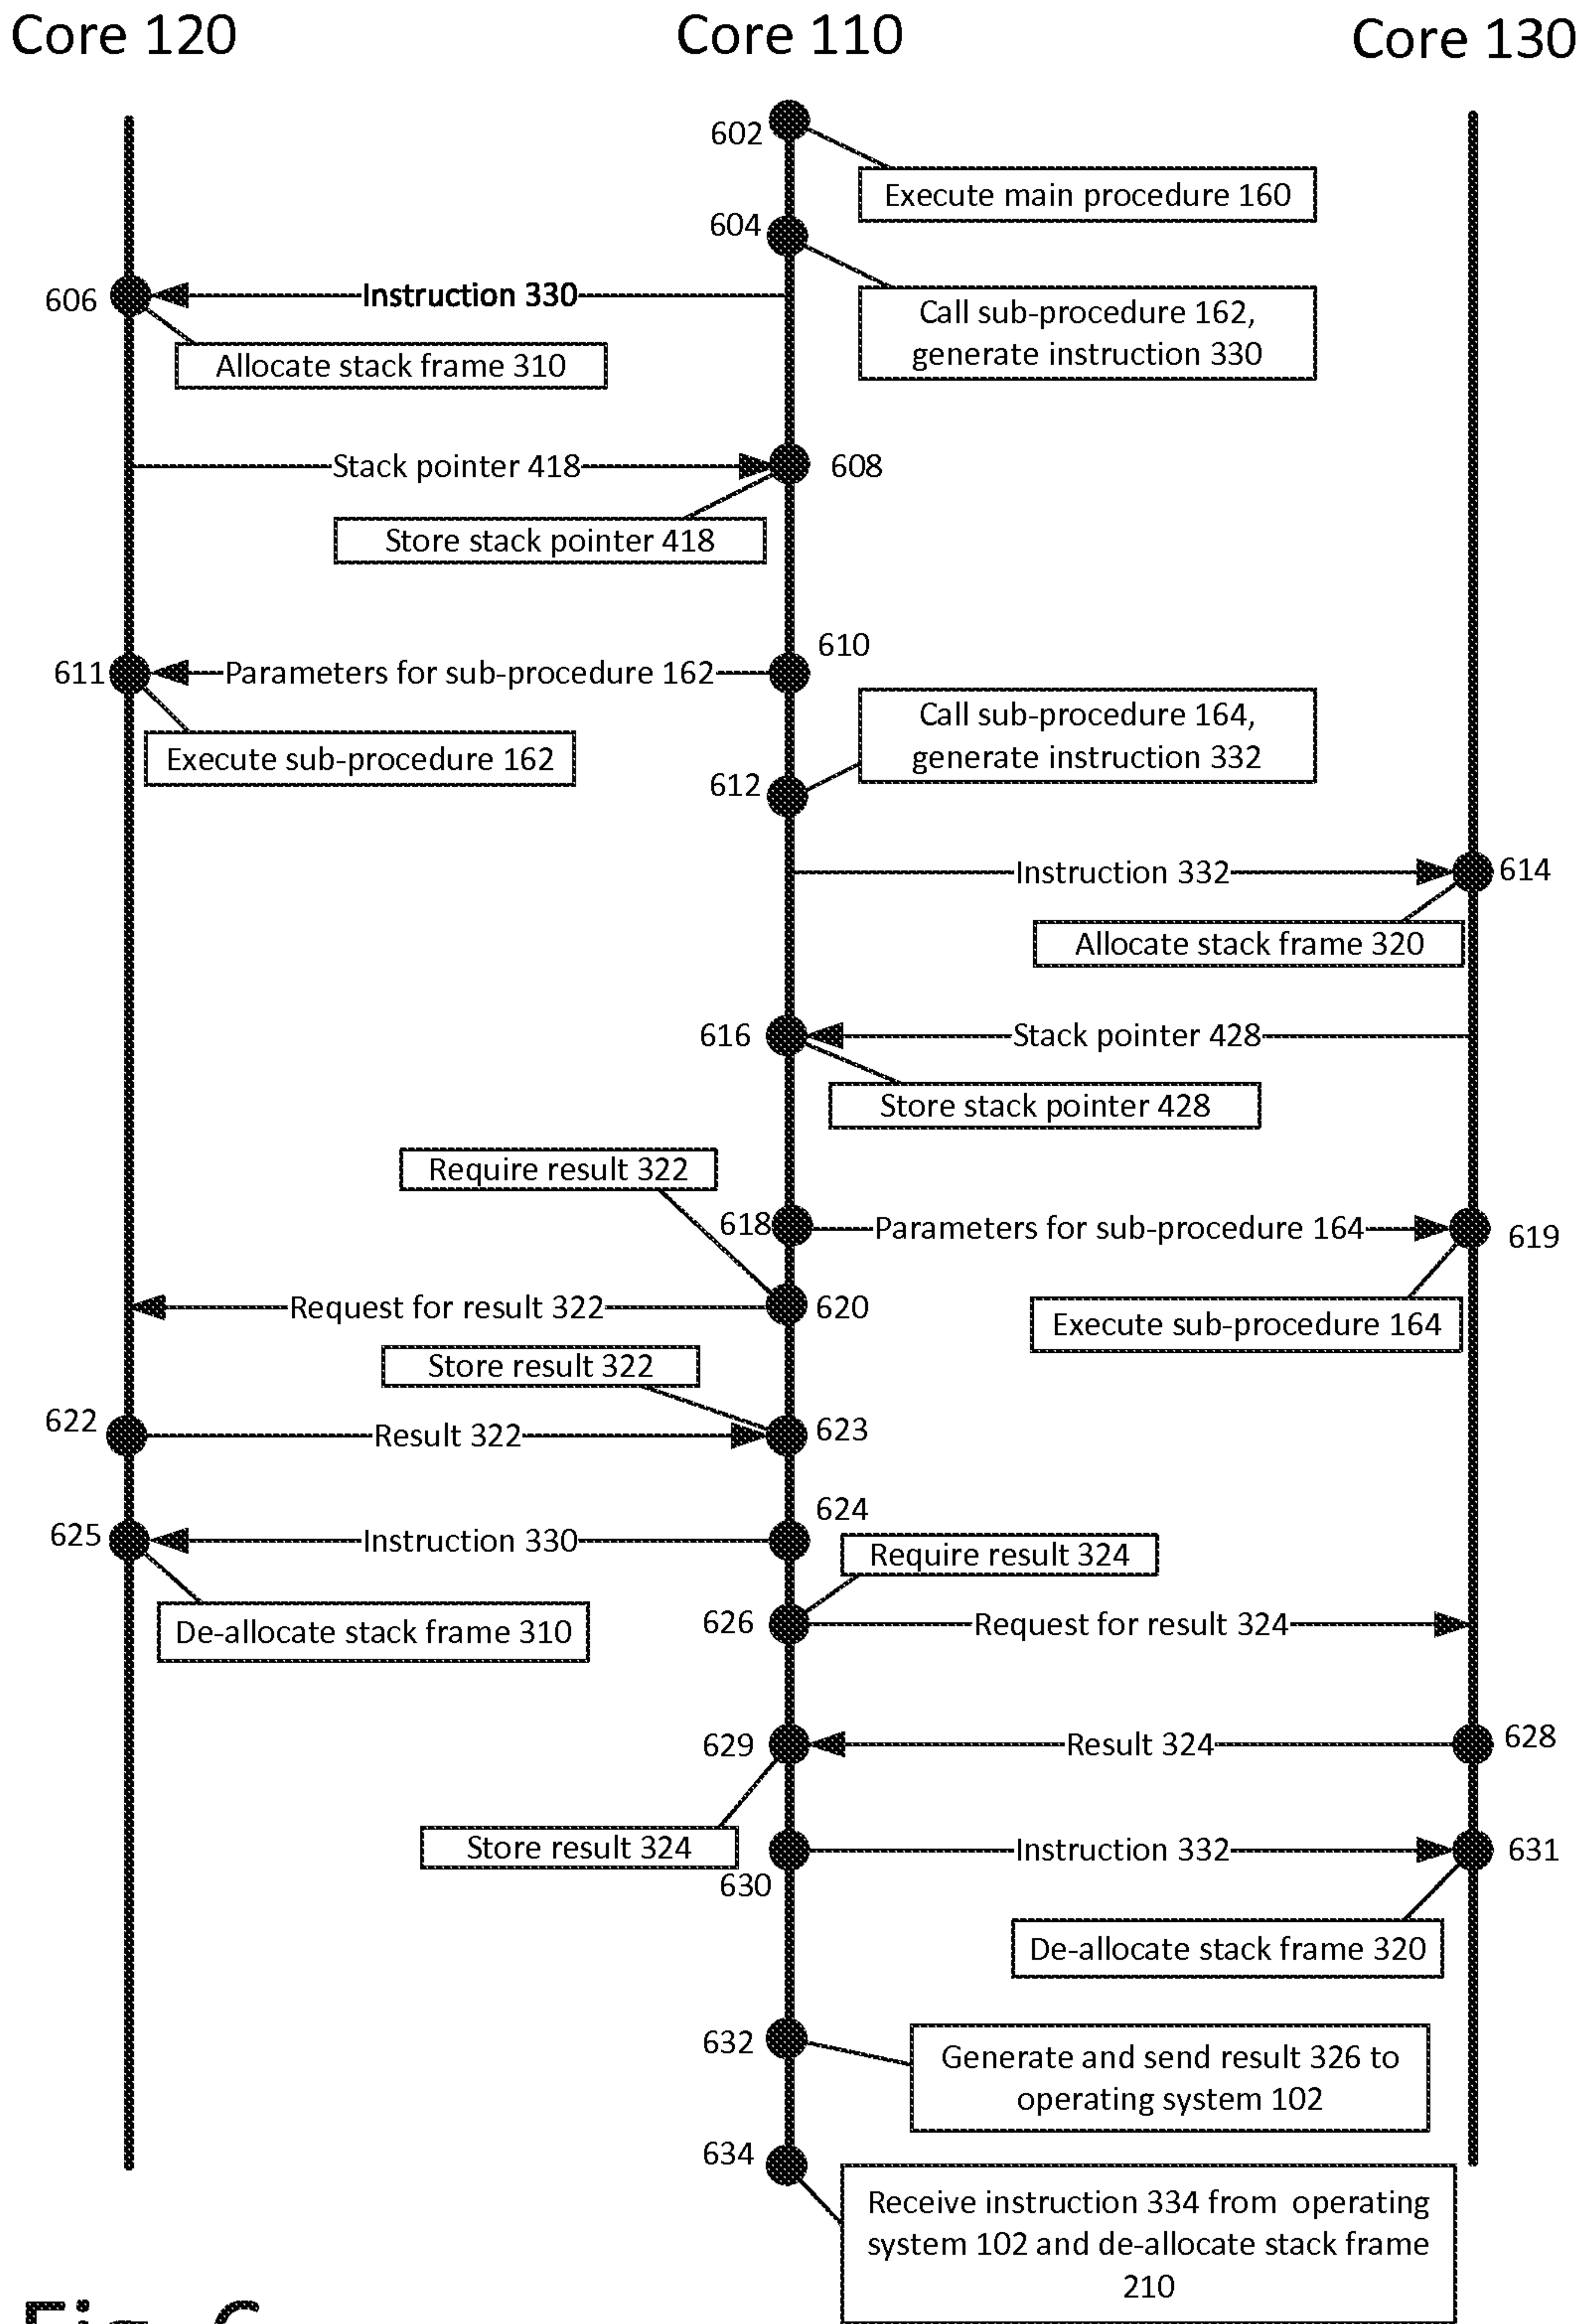 Core 120
Core 110
Core 130
602
Execute main procedure 160
604
606
Instruction 330
Call sub-procedure 162,
generate instruction 330
Allocate stack frame 310
Stack pointer 418
608
Store stack pointer 418
610
611
Parameters for sub-procedure 162
Call sub-procedure 164,
generate instruction 332
Execute sub-procedure 162
612
Instruction 332
614
Allocate stack frame 320
616
Stack pointer 428
Store stack pointer 428
Require result 322
618
Parameters for sub-procedure 164
619
Request for result 322
620
Execute sub-procedure 164
Store result 322
622
Result 322
623
624
625
Instruction 330
Require result 324
626
Request for result 324
De-allocate stack frame 310
629
Result 324
628
Store result 324
630
Instruction 332
631
De-allocate stack frame 320
632
Generate and send result 326 to
operating system 102
634
Receive instruction 334 from operating
system 102 and de-allocate stack frame
210